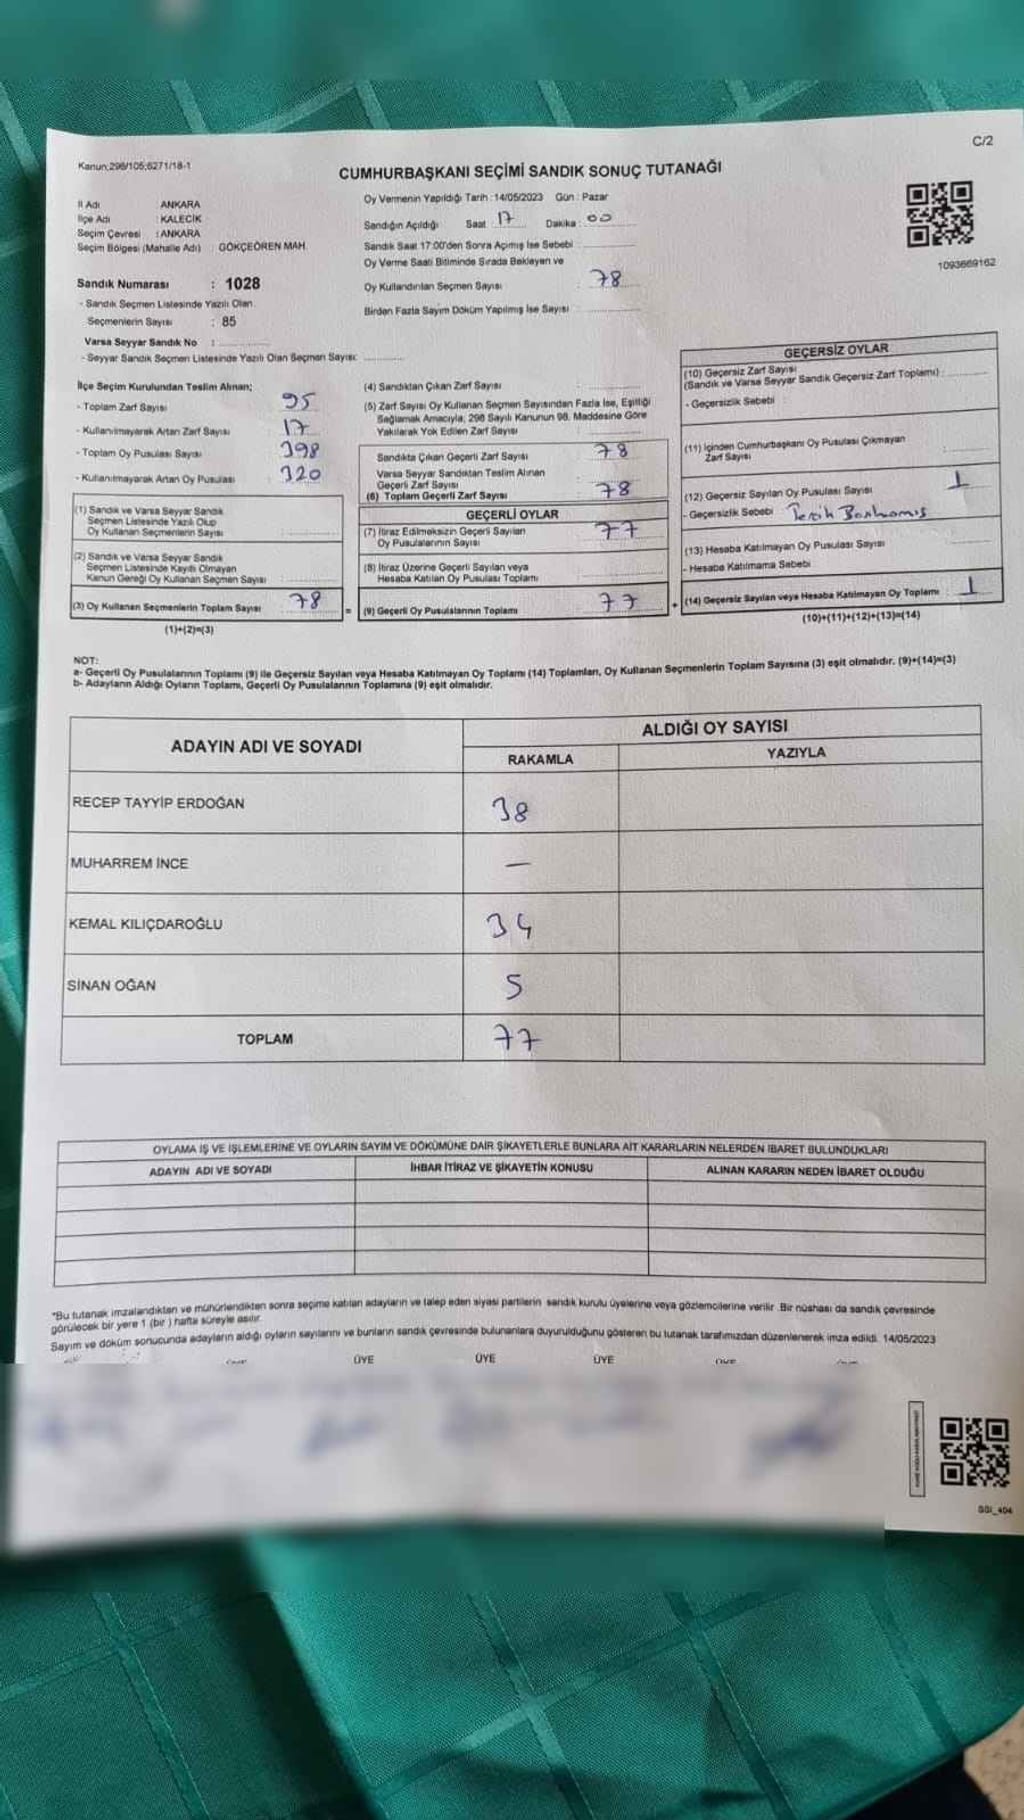 C/2
Kanun;298/105;6271/18-1
CUMHURBAŞKANI SEÇİMİ SANDIK SONUÇ TUTANAĞI
İl Adı : ANKARA
İlçe Adı : KALECİK
Seçim Çevresi : ANKARA
Seçim Bölgesi (Mahalle Adı) : GÖKÇEÖREN MAH.
Sandık Numarası : 1028
- Sandık Seçmen Listesinde Yazılı Olan
Seçmenlerin Sayısı : 85
Varsa Seyyar Sandık No :
- Seyyar Sandık Seçmen Listesinde Yazılı Olan Seçmen Sayısı:
Oy Vermenin Yapıldığı Tarih : 14/05/2023 Gün : Pazar
Sandığın Açıldığı Saat : 17 Dakika : 00
Sandık Saat 17:00'den Sonra Açımış İse Sebebi :
Oy Verme Saati Bitiminde Sırada Bekleyen ve
Oy Kullandırılan Seçmen Sayısı : 78
Birden Fazla Sayım Döküm Yapılmış İse Sayısı :
1093669162
İlçe Seçim Kurulundan Teslim Alınan;
- Toplam Zarf Sayısı : 95
- Kullanılmayarak Artan Zarf Sayısı : 17
- Toplam Oy Pusulası Sayısı : 398
- Kullanılmayarak Artan Oy Pusulası : 320
(1) Sandık ve Varsa Seyyar Sandık
Seçmen Listesinde Yazılı Olup
Oy Kullanan Seçmenlerin Sayısı :
(2) Sandık ve Varsa Seyyar Sandık
Seçmen Listesinde Kayıtlı Olmayan
Kanun Gereği Oy Kullanan Seçmen Sayısı :
(3) Oy Kullanan Seçmenlerin Toplam Sayısı : 78
(1)+(2)=(3)
(4) Sandıktan Çıkan Zarf Sayısı :
(5) Zarf Sayısı Oy Kullanan Seçmen Sayısından Fazla İse, Eşitliği
Sağlamak Amacıyla, 298 Sayılı Kanunun 98. Maddesine Göre
Yakılarak Yok Edilen Zarf Sayısı :
Sandıkta Çıkan Geçerli Zarf Sayısı : 78
Varsa Seyyar Sandıktan Teslim Alınan
Geçerli Zarf Sayısı :
(6) Toplam Geçerli Zarf Sayısı : 78
GEÇERLİ OYLAR
(7) İtiraz Edilmeksizin Geçerli Sayılan
Oy Pusulalarının Sayısı : 77
(8) İtiraz Üzerine Geçerli Sayılan veya
Hesaba Katılan Oy Pusulası Toplamı :
= (9) Geçerli Oy Pusulalarının Toplamı : 77
GEÇERSİZ OYLAR
(10) Geçersiz Zarf Sayısı
(Sandık ve Varsa Seyyar Sandık Geçersiz Zarf Toplamı) :
- Geçersizlik Sebebi :
(11) İçinden Cumhurbaşkanı Oy Pusulası Çıkmayan
Zarf Sayısı :
(12) Geçersiz Sayılan Oy Pusulası Sayısı : 1
- Geçersizlik Sebebi : Tercih Basılmamış
(13) Hesaba Katılmayan Oy Pusulası Sayısı :
- Hesaba Katılmama Sebebi
+ (14) Geçersiz Sayılan veya Hesaba Katılmayan Oy Toplamı : 1
(10)+(11)+(12)+(13)=(14)
NOT:
a- Geçerli Oy Pusulalarının Toplamı (9) ile Geçersiz Sayılan veya Hesaba Katılmayan Oy Toplamı (14) Toplamları, Oy Kullanan Seçmenlerin Toplam Sayısına (3) eşit olmalıdır. (9)+(14)=(3)
b- Adayların Aldığı Oyların Toplamı, Geçerli Oy Pusulalarının Toplamına (9) eşit olmalıdır.
ADAYIN ADI VE SOYADI
ALDIĞI OY SAYISI
RAKAMLA YAZIYLA
RECEP TAYYİP ERDOĞAN 38
MUHARREM İNCE —
KEMAL KILIÇDAROĞLU 34
SİNAN OĞAN 5
TOPLAM 77
OYLAMA İŞ VE İŞLEMLERİNE VE OYLARIN SAYIM VE DÖKÜMÜNE DAİR ŞİKAYETLERLE BUNLARA AİT KARARLARIN NELERDEN İBARET BULUNDUKLARI
ADAYIN ADI VE SOYADI İHBAR İTİRAZ VE ŞİKAYETİN KONUSU ALINAN KARARIN NEDEN İBARET OLDUĞU
*Bu tutanak imzalandıktan ve mühürlendikten sonra seçime katılan adayların ve talep eden siyasi partilerin sandık kurulu üyelerine veya gözlemcilerine verilir. Bir nüshası da sandık çevresinde
görülecek bir yere 1 (bir ) hafta süreyle asılır.
Sayım ve döküm sonucunda adayların aldığı oyların sayılarını ve bunların sandık çevresinde bulunanlara duyurulduğunu gösteren bu tutanak tarafımızdan düzenlenerek imza edildi. 14/05/2023
ÜYE ÜYE ÜYE
GGI_404